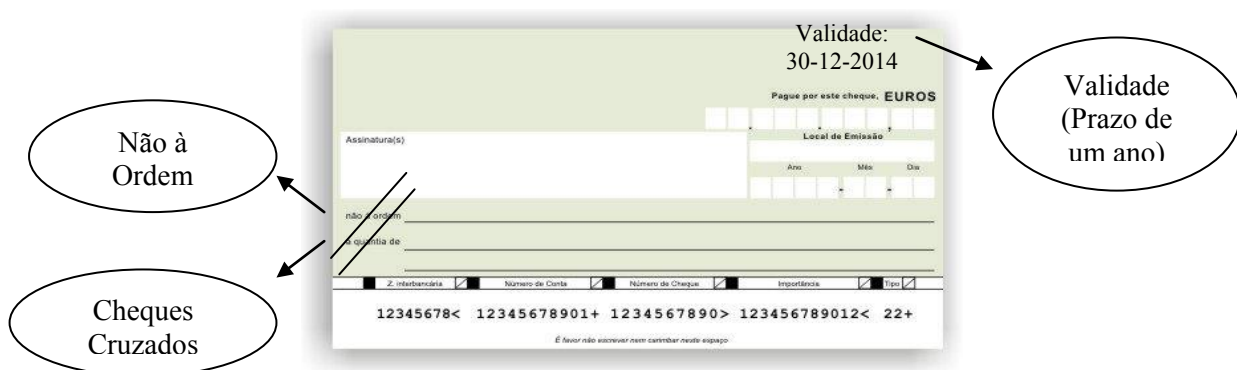 Validade:
30-12-2014
Validade
(Prazo de
um ano)
Pague por este cheque, EUROS
Não à
Ordem
Assinatura(s)
Local de Emissão
Ano Mês Dia
não à ordem
a quantia de
Cheques
Cruzados
Z. interbancária Número de Conta Número de Cheque Importância Tipo
12345678< 12345678901+ 1234567890> 123456789012< 22+
É favor não escrever nem carimbar neste espaço